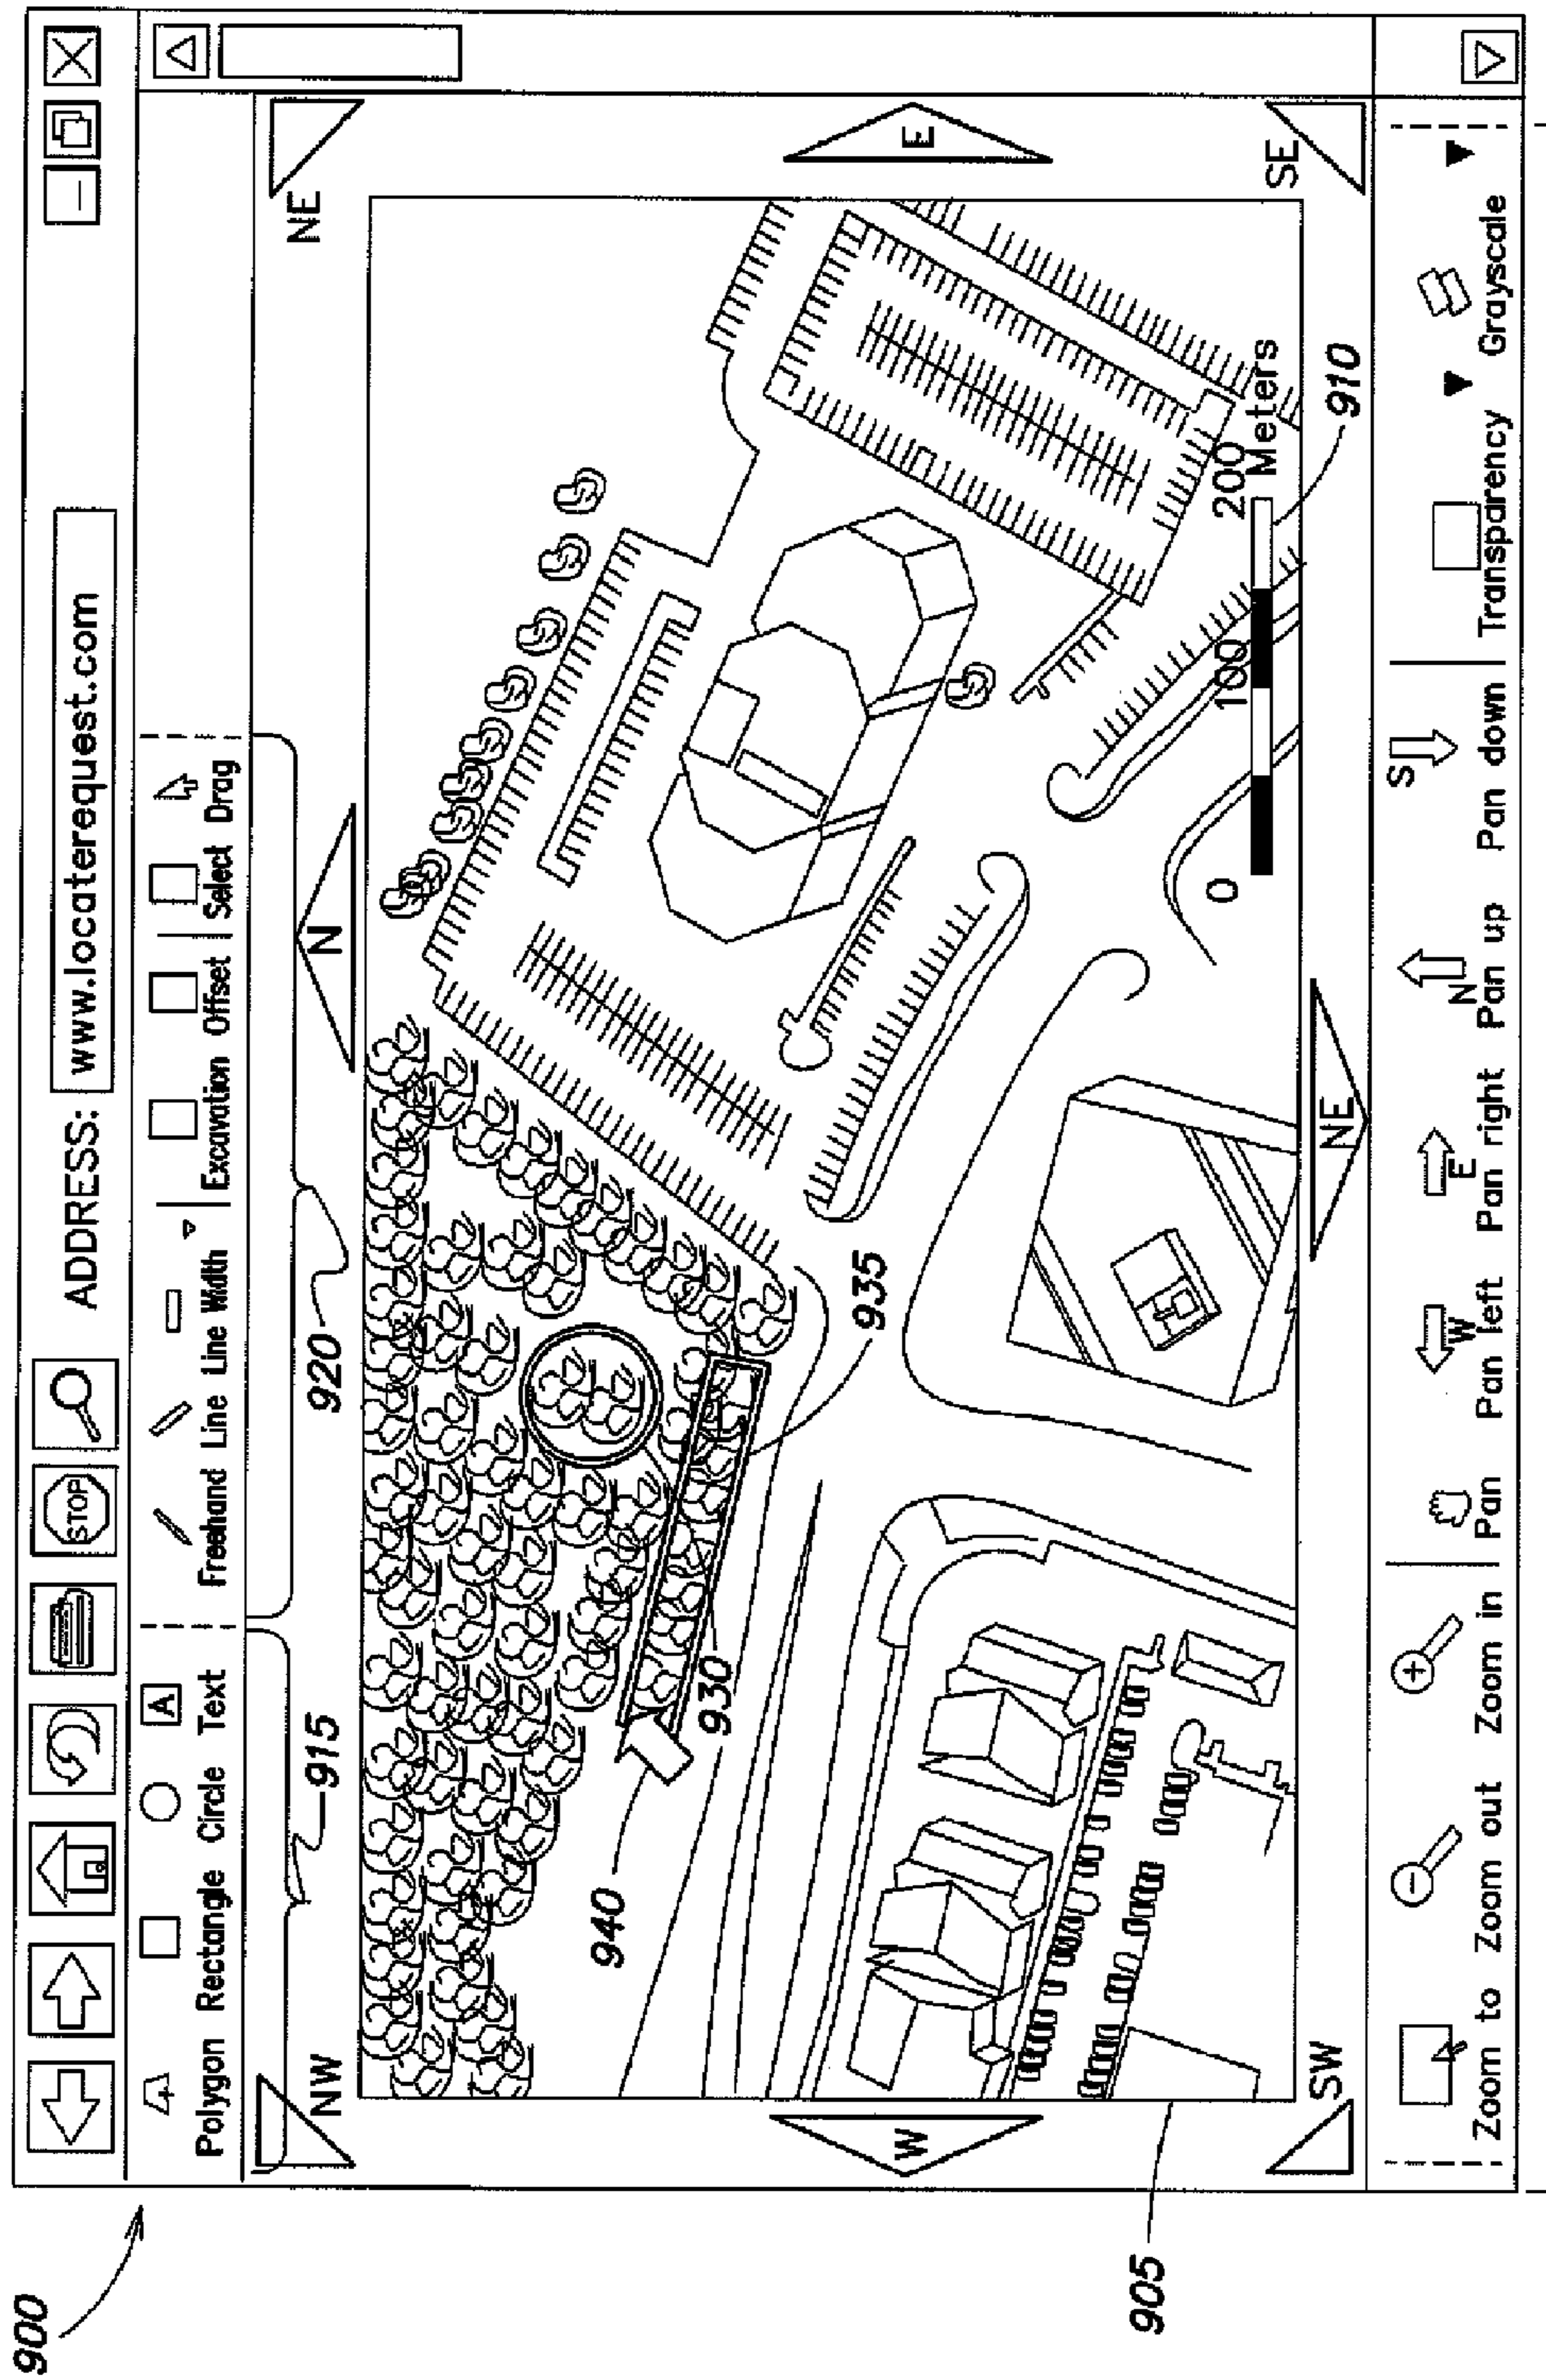 900
STOP
ADDRESS: www.locaterequest.com
Polygon Rectangle Circle Text
A
Freehand Line Line Width
Excavation Offset
Select Drag
915
920
NW
N
NE
W
E
940
930
935
0 100 200
Meters
910
905
SW
NE
SE
W E N S
Zoom to Zoom out Zoom in
Pan Pan left Pan right Pan up Pan down
Transparency Grayscale